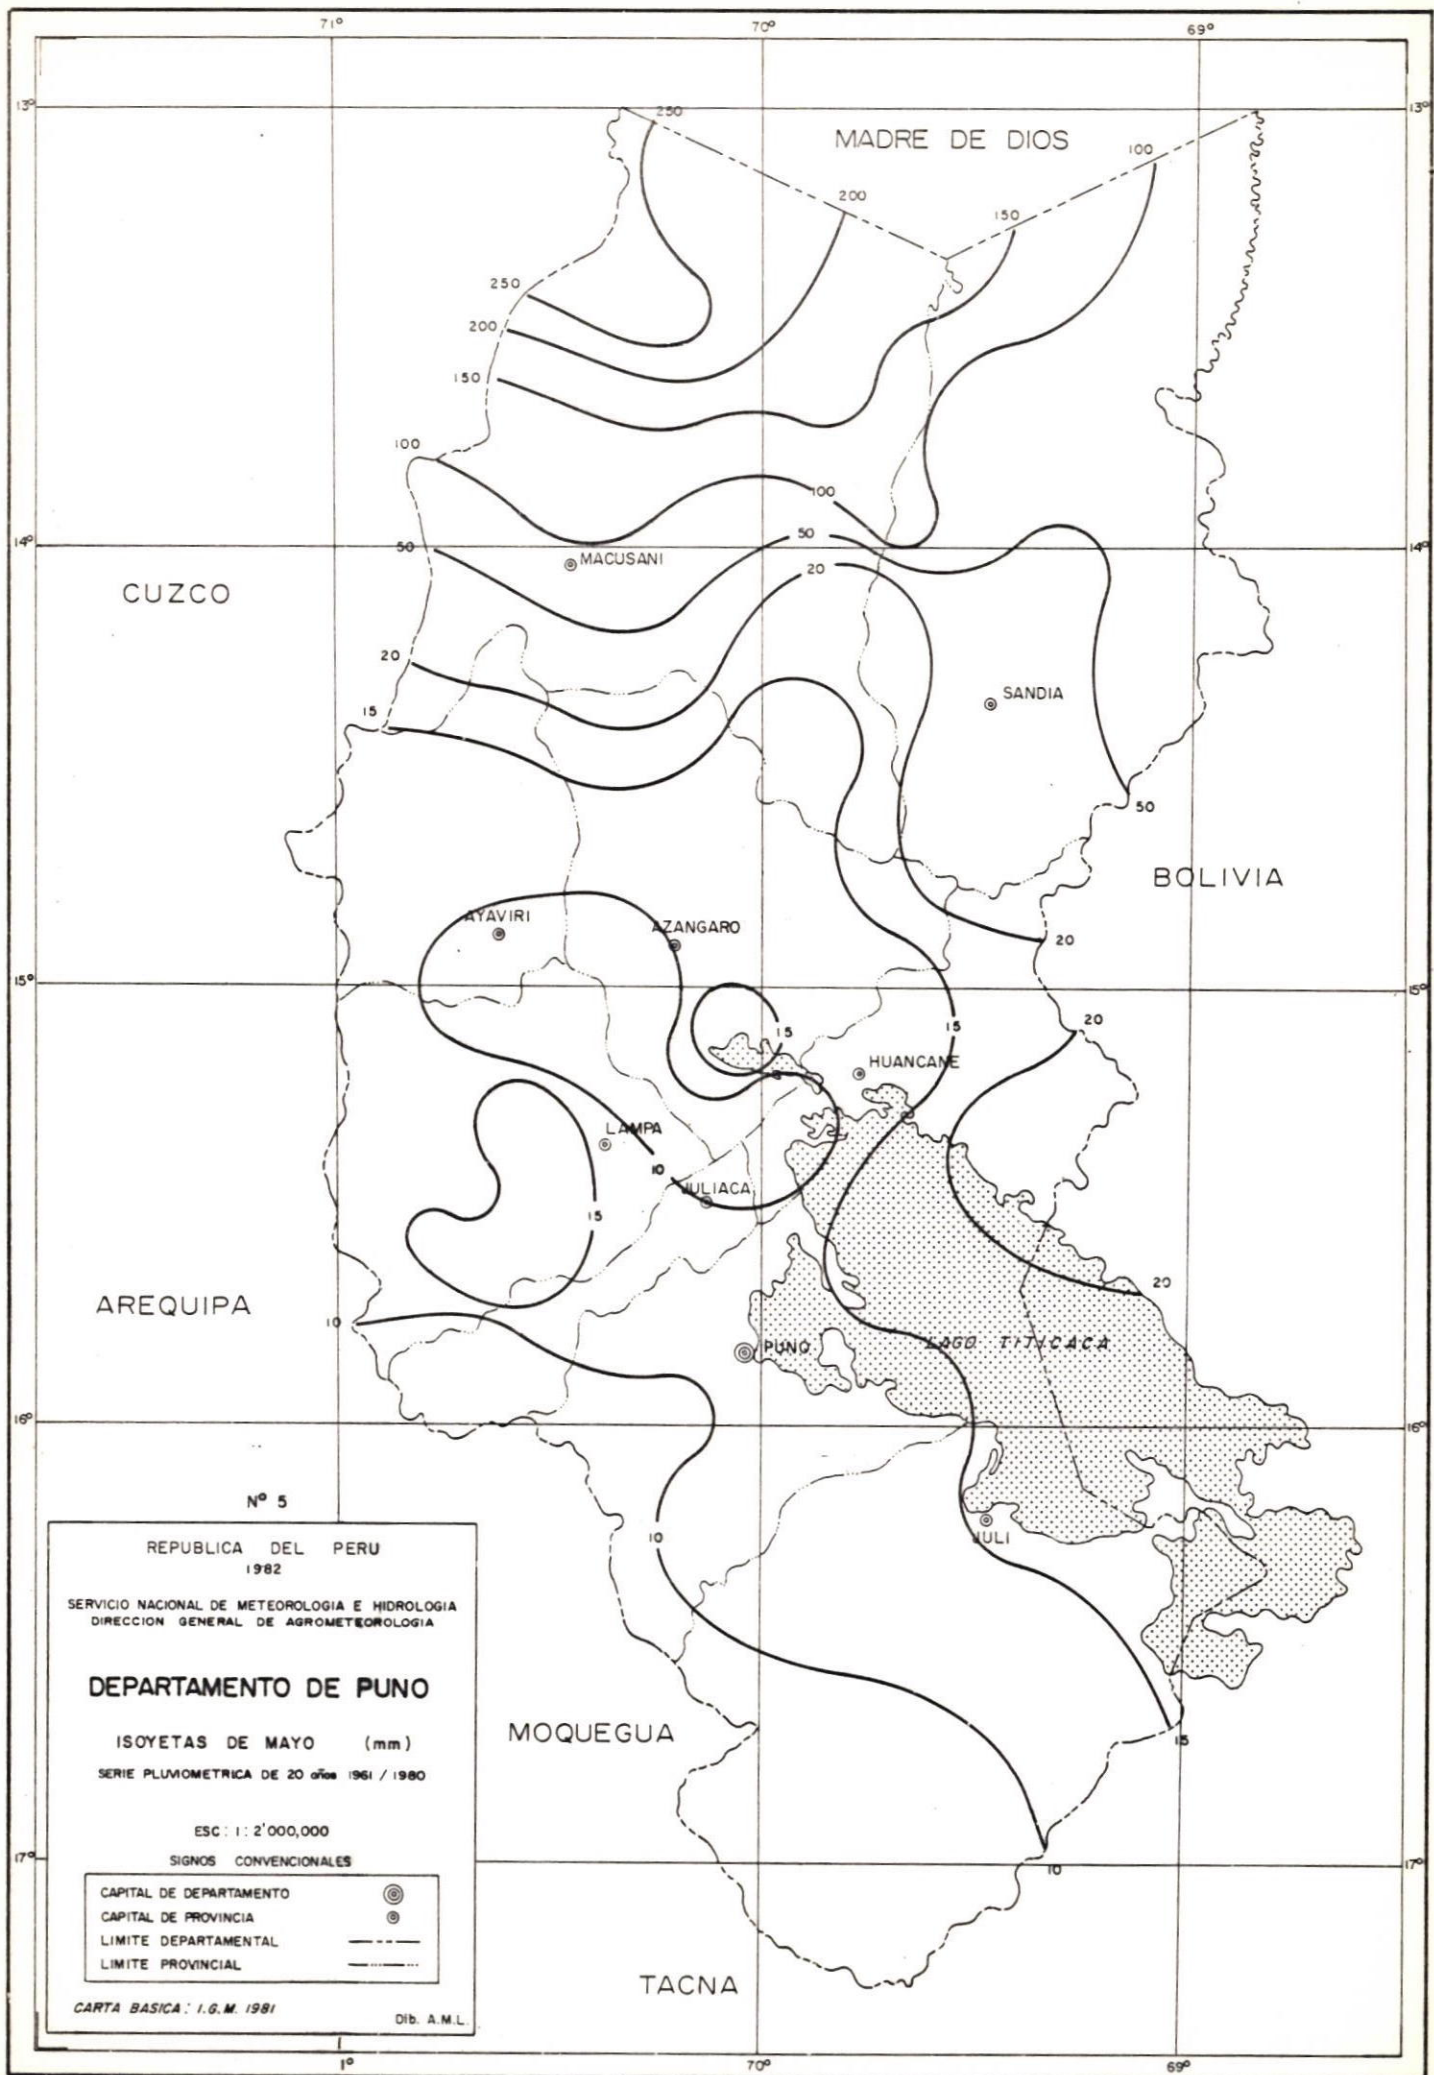 71° 70° 69°
13° 13°
250
MADRE DE DIOS
100
200
150
250
200
150
100
100
50
14° 14°
50
MACUSANI
20
CUZCO
20
SANDIA
15
50
BOLIVIA
AYAVIRI
AZANGARO
20
15° 15°
15
15
20
HUANCANE
LAMPA
10
JULIACA
15
20
AREQUIPA
10
LAGO TITICACA
PUNO
16° 16°
Nº 5
10
JULI
REPUBLICA DEL PERU
1982
SERVICIO NACIONAL DE METEOROLOGIA E HIDROLOGIA
DIRECCION GENERAL DE AGROMETEOROLOGIA
DEPARTAMENTO DE PUNO
MOQUEGUA
ISOYETAS DE MAYO (mm)
15
SERIE PLUVIOMETRICA DE 20 años 1961 / 1980
ESC: 1: 2'000,000
SIGNOS CONVENCIONALES
17° 17°
10
CAPITAL DE DEPARTAMENTO
CAPITAL DE PROVINCIA
LIMITE DEPARTAMENTAL
LIMITE PROVINCIAL
TACNA
CARTA BASICA: I.G.M. 1981
Dib. A.M.L.
1° 70° 69°